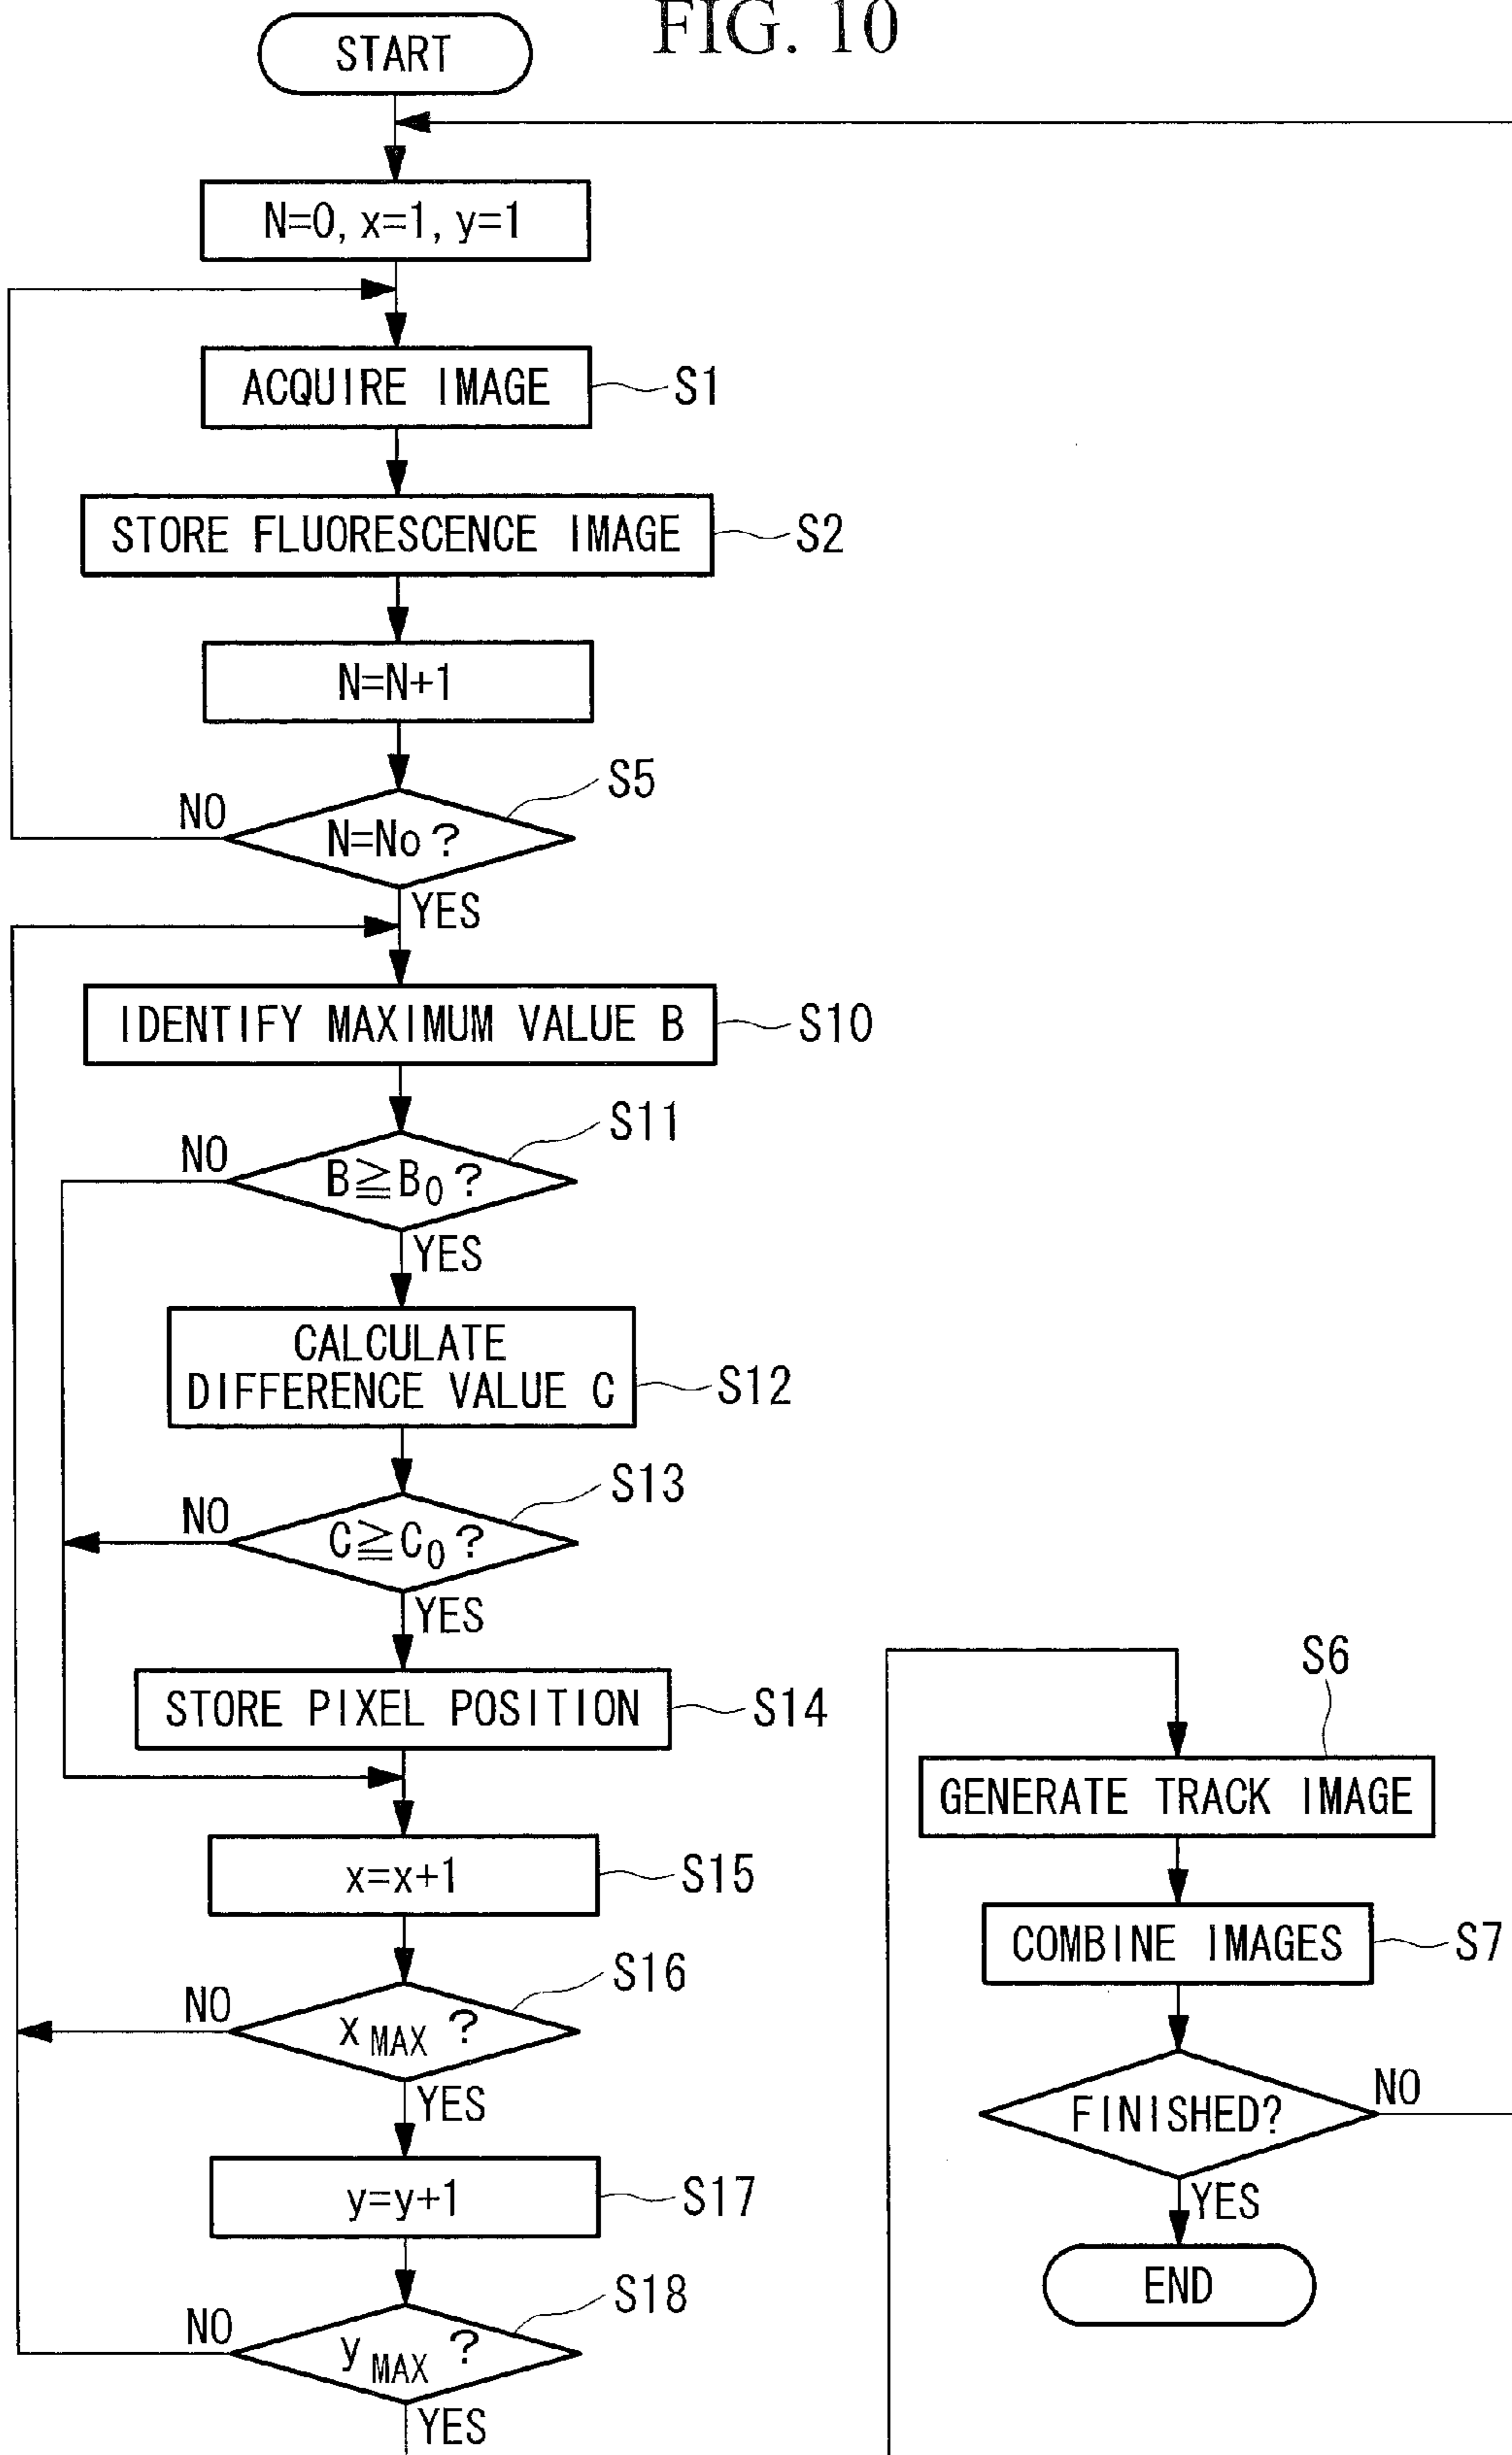 FIG. 10
START
N=0, x=1, y=1
ACQUIRE IMAGE
S1
STORE FLUORESCENCE IMAGE
S2
N=N+1
S5
NO
N=No ?
YES
IDENTIFY MAXIMUM VALUE B
S10
S11
NO
B≧B0 ?
YES
CALCULATE
DIFFERENCE VALUE C
S12
S13
NO
C≧C0 ?
YES
STORE PIXEL POSITION
S14
x=x+1
S15
S16
NO
x MAX ?
YES
y=y+1
S17
S18
NO
y MAX ?
YES
S6
GENERATE TRACK IMAGE
COMBINE IMAGES
S7
FINISHED?
NO
YES
END